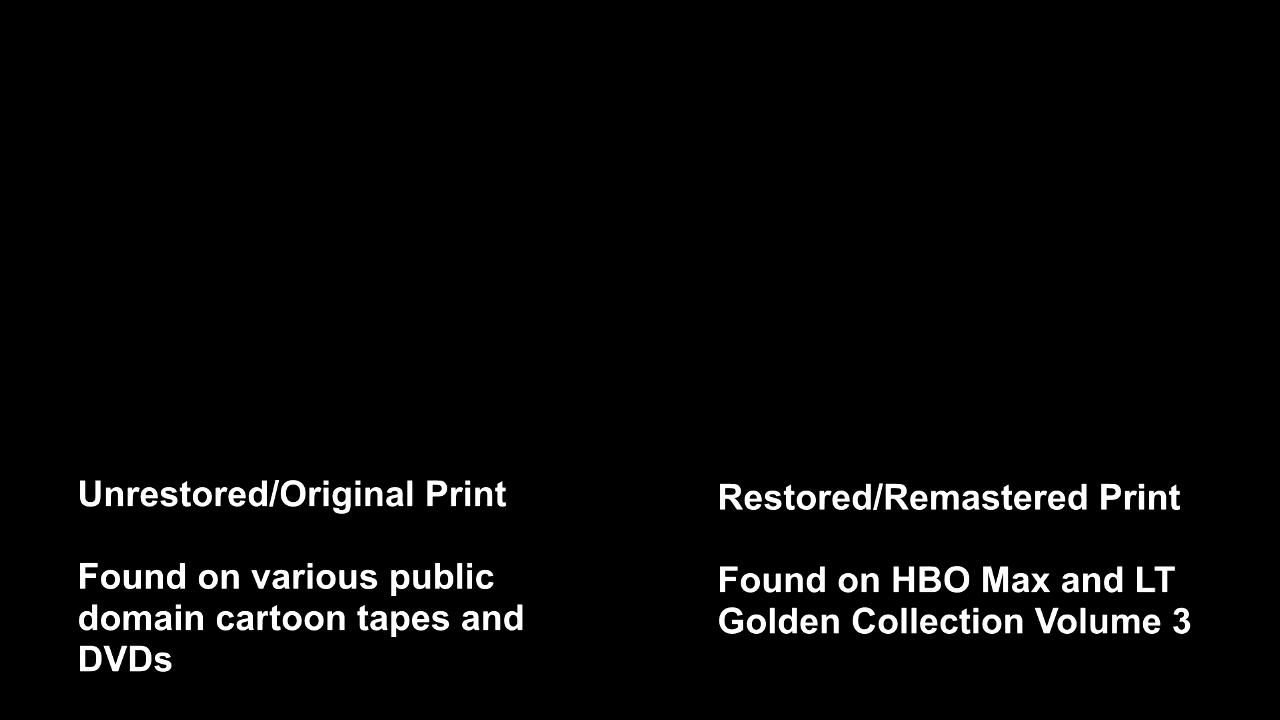 Unrestored/Original Print
Found on various public
domain cartoon tapes and
DVDs
Restored/Remastered Print
Found on HBO Max and LT
Golden Collection Volume 3